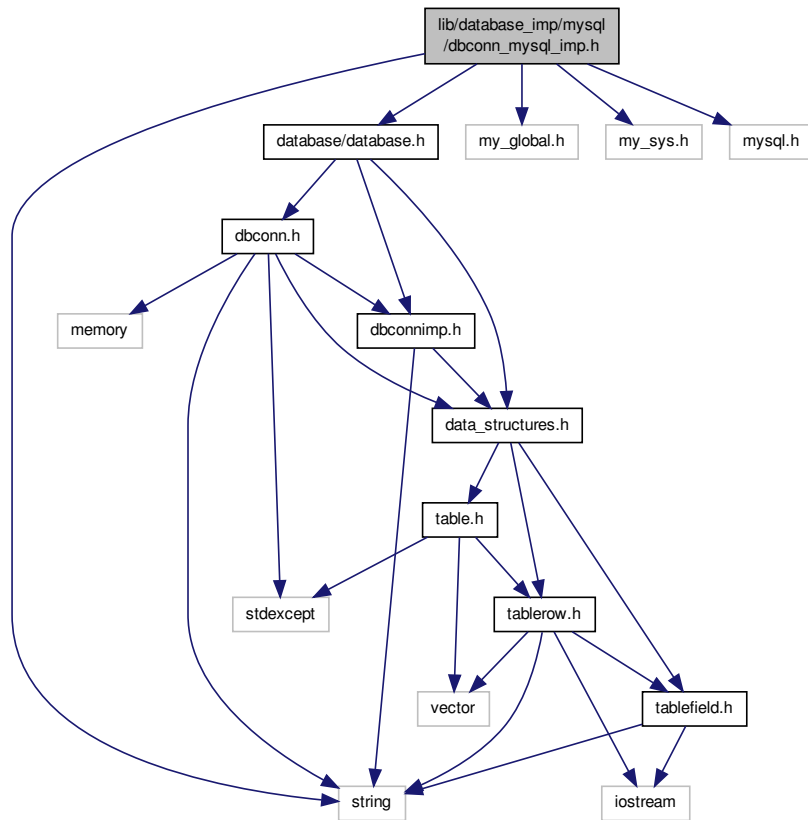 lib/database_imp/mysql
/dbconn_mysql_imp.h
database/database.h
my_global.h
my_sys.h
mysql.h
dbconn.h
memory
dbconnimp.h
data_structures.h
table.h
stdexcept
tablerow.h
vector
tablefield.h
string
iostream